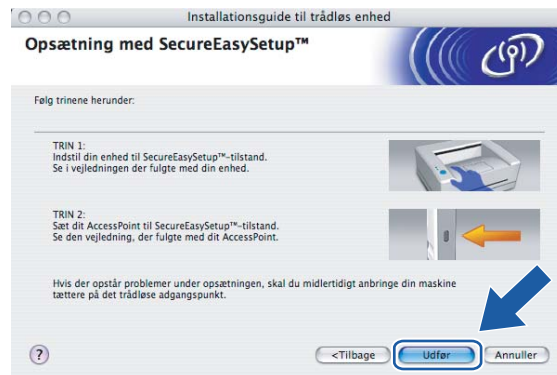 Installationsguide til trådløs enhed
Opsætning med SecureEasySetup™
Følg trinene herunder:
TRIN 1:
Indstil din enhed til SecureEasySetup™-tilstand.
Se i vejledningen der fulgte med din enhed.
TRIN 2:
Sæt dit AccessPoint til SecureEasySetup™-tilstand.
Se den vejledning, der fulgte med dit AccessPoint.
Hvis der opstår problemer under opsætningen, skal du midlertidigt anbringe din maskine
tættere på det trådløse adgangspunkt.
? <Tilbage Udfør Annuller